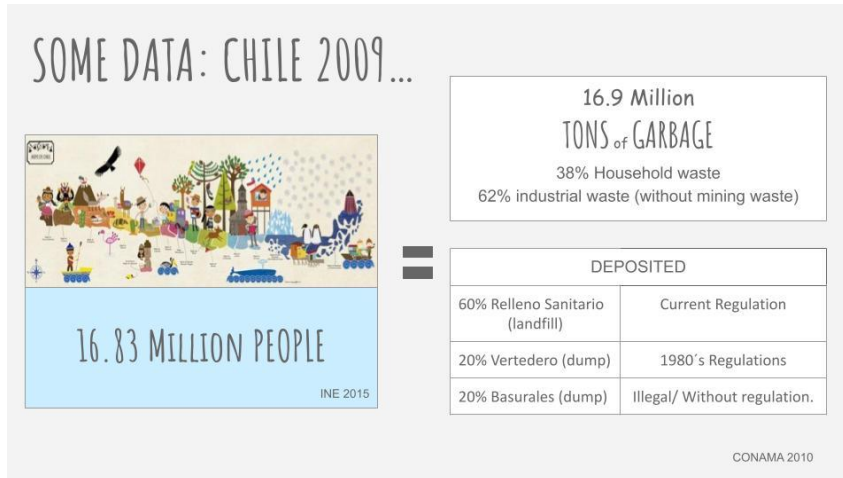 SOME DATA: CHILE 2009...
16.83 MILLION PEOPLE
INE 2015
16.9 Million
TONS of GARBAGE
38% Household waste
62% industrial waste (without mining waste)
DEPOSITED
60% Relleno Sanitario
(landfill)
Current Regulation
20% Vertedero (dump)
1980´s Regulations
20% Basurales (dump)
Illegal/ Without regulation.
CONAMA 2010